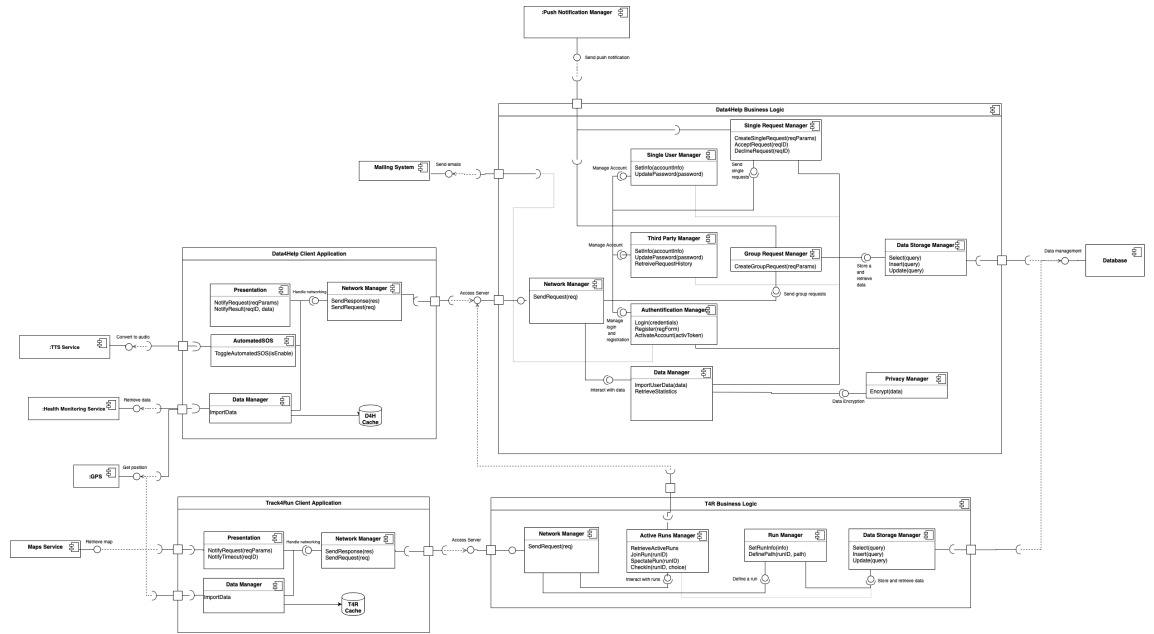 :Push Notification Manager
Send push notification
Data4Help Business Logic
Single Request Manager
CreateSingleRequest(reqParams)
AcceptRequest(reqID)
DeclineRequest(reqID)
Mailing System
Send emails
Single User Manager
SetInfo(accountInfo)
UpdatePassword(password)
Manage Account
Send
single
requests
Third Party Manager
SetInfo(accountInfo)
UpdatePassword(password)
RetreiveRequestHistory
Manage Account
Group Request Manager
CreateGroupRequest(reqParams)
Send group requests
Data Storage Manager
Select(query)
Insert(query)
Update(query)
Store a
and
retrieve
data
Data management
Database
Data4Help Client Application
Presentation
NotifyRequest(reqParams)
NotifyResult(reqID, data)
Handle networking
Network Manager
SendResponse(res)
SendRequest(req)
Access Server
Network Manager
SendRequest(req)
Authentification Manager
Login(credentials)
Register(regForm)
ActivateAccount(activToken)
Manage
login
and
registration
:TTS Service
Convert to audio
AutomatedSOS
ToggleAutomatedSOS(isEnable)
Data Manager
ImportUserData(data)
RetrieveStatistics
Interact with data
Privacy Manager
Encrypt(data)
Data Encryption
:Health Monitoring Service
Retrieve data
Data Manager
ImportData
D4H
Cache
:GPS
Get position
Track4Run Client Application
T4R Business Logic
Maps Service
Retrieve map
Presentation
NotifyRequest(reqParams)
NotifyTimeout(reqID)
Handle networking
Network Manager
SendResponse(res)
SendRequest(req)
Access Server
Network Manager
SendRequest(req)
Active Runs Manager
RetrieveActiveRuns
JoinRun(runID)
SpectateRun(runID)
CheckIn(runID, choice)
Interact with runs
Run Manager
SetRunInfo(info)
DefinePath(runID, path)
Define a run
Data Storage Manager
Select(query)
Insert(query)
Update(query)
Store and retrieve data
Data Manager
ImportData
T4R
Cache